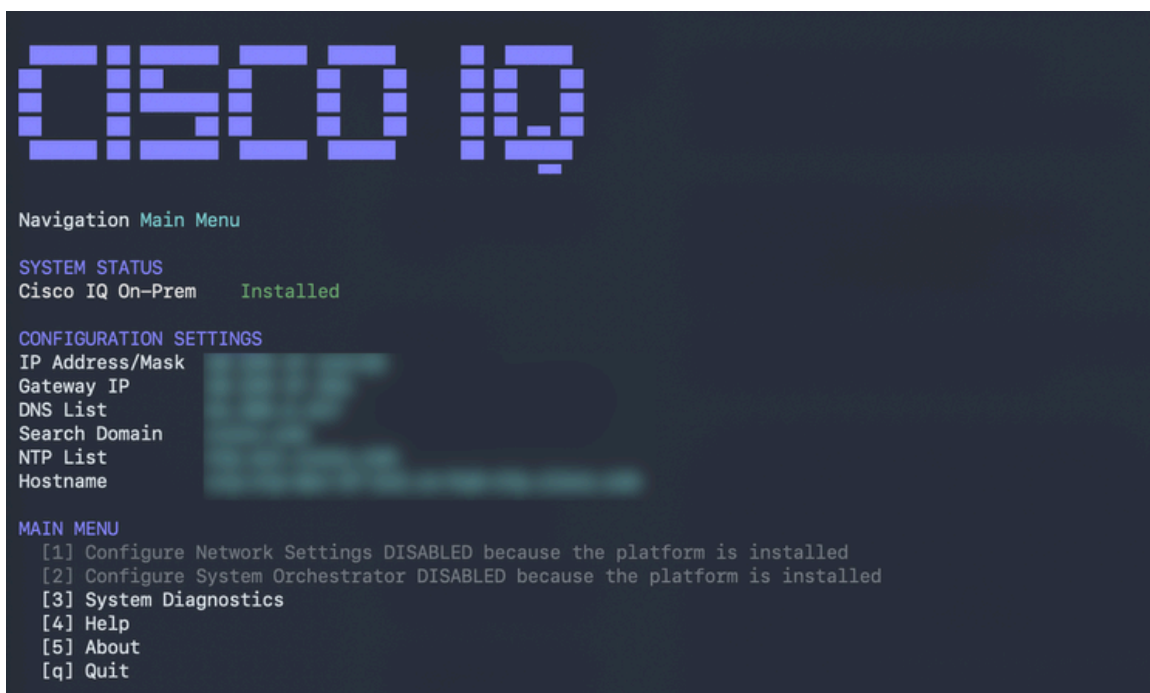 CISCO IQ
Navigation Main Menu
SYSTEM STATUS
Cisco IQ On-Prem Installed
CONFIGURATION SETTINGS
IP Address/Mask
Gateway IP
DNS List
Search Domain
NTP List
Hostname
MAIN MENU
[1] Configure Network Settings DISABLED because the platform is installed
[2] Configure System Orchestrator DISABLED because the platform is installed
[3] System Diagnostics
[4] Help
[5] About
[q] Quit